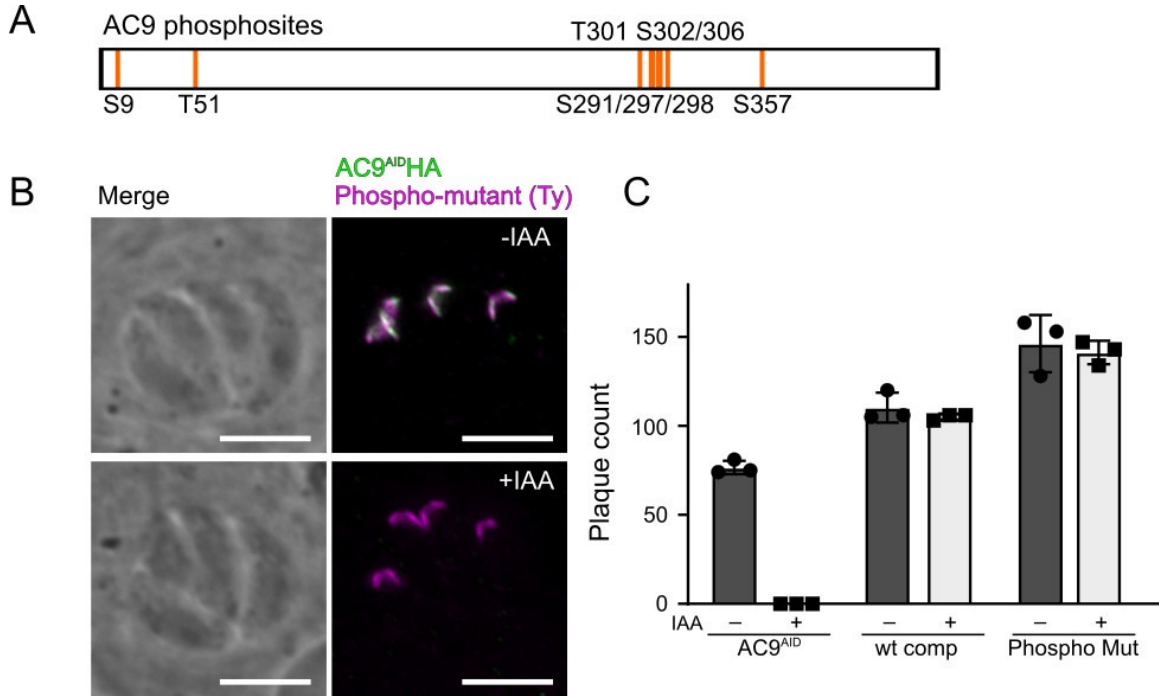 A
AC9 phosphosites
T301 S302/306
S9 T51 S291/297/298 S357
B
Merge
AC9ᴬᴵᴰHA
Phospho-mutant (Ty)
-IAA
+IAA
C
Plaque count
150
100
50
0
IAA – + – + – +
AC9ᴬᴵᴰ wt comp Phospho Mut